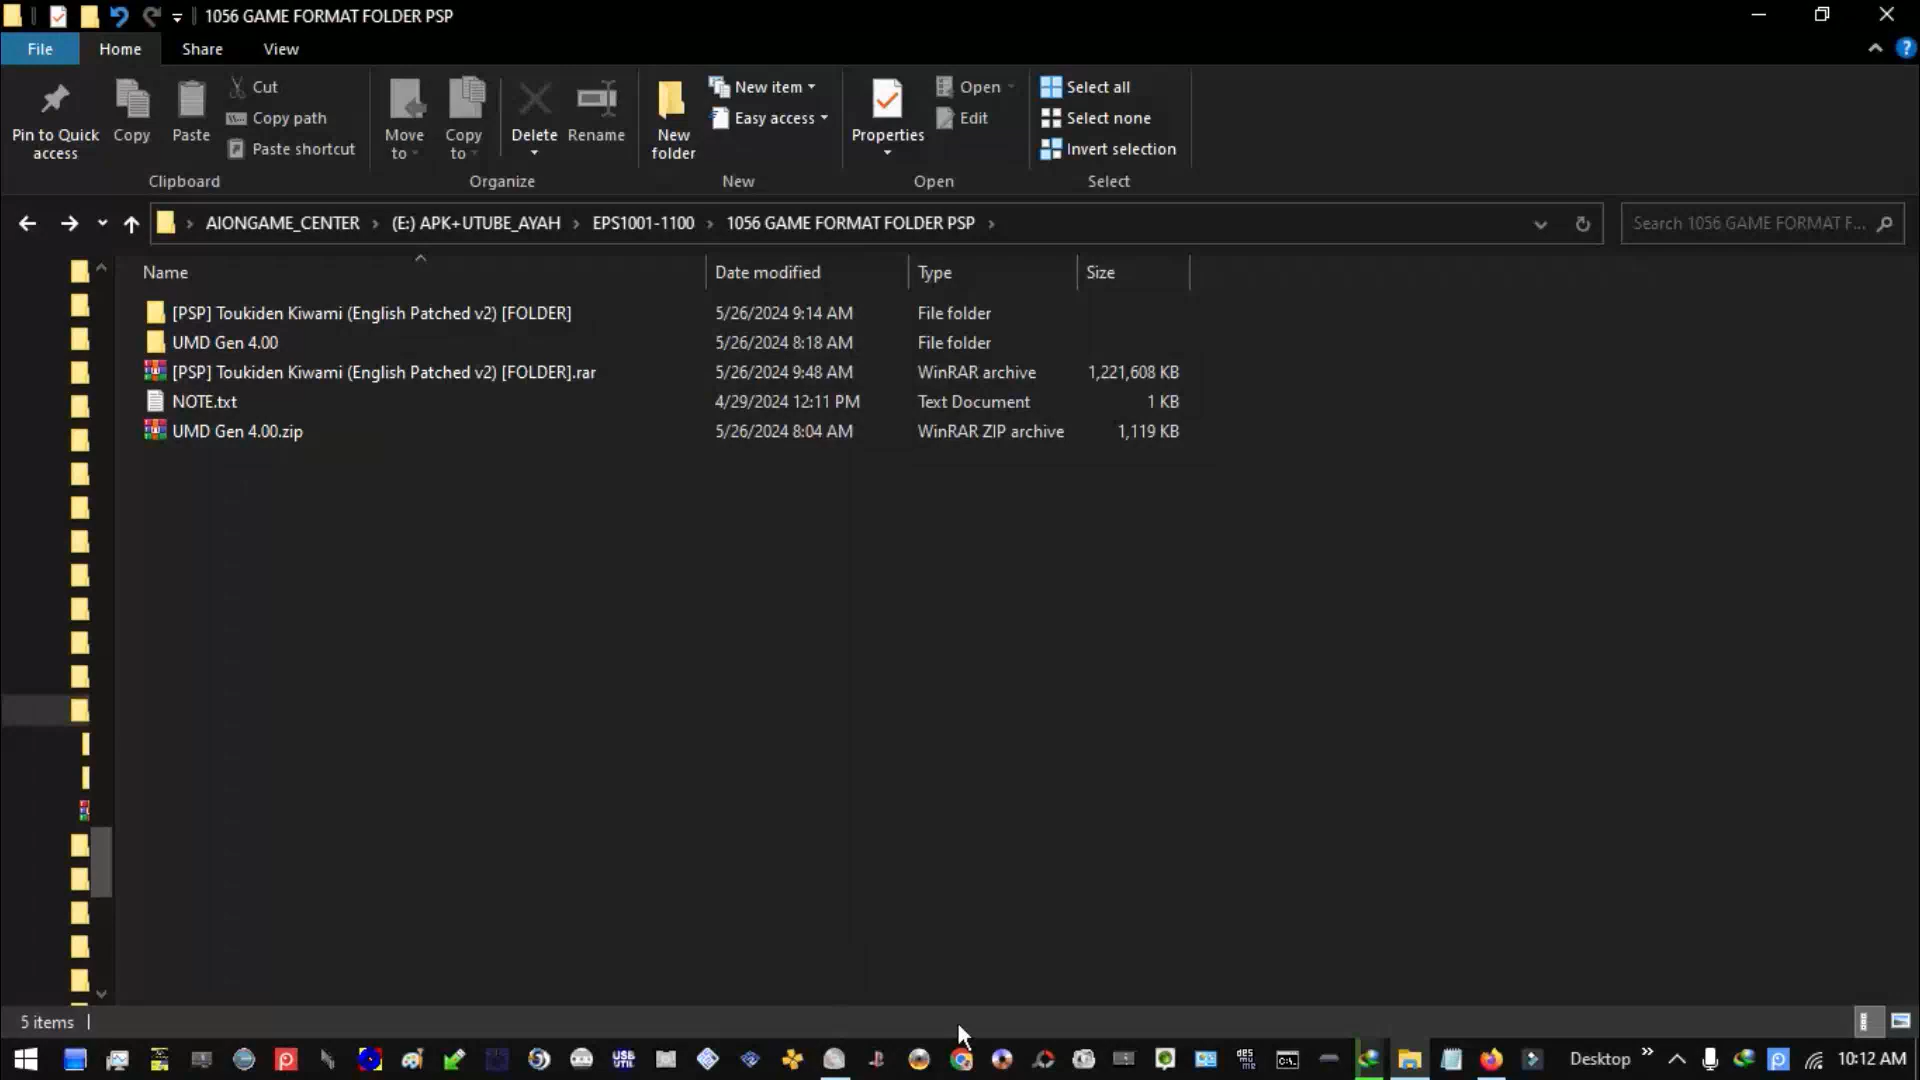 1056 GAME FORMAT FOLDER PSP
File Home Share View
Pin to Quick access
Copy
Paste
Cut
Copy path
Paste shortcut
Clipboard
Move to
Copy to
Delete
Rename
Organize
New folder
New item
Easy access
New
Properties
Open
Edit
Open
Select all
Select none
Invert selection
Select
AIONGAME_CENTER > (E:) APK+UTUBE_AYAH > EPS1001-1100 > 1056 GAME FORMAT FOLDER PSP >
Search 1056 GAME FORMAT F...
Name Date modified Type Size
[PSP] Toukiden Kiwami (English Patched v2) [FOLDER] 5/26/2024 9:14 AM File folder
UMD Gen 4.00 5/26/2024 8:18 AM File folder
[PSP] Toukiden Kiwami (English Patched v2) [FOLDER].rar 5/26/2024 9:48 AM WinRAR archive 1,221,608 KB
NOTE.txt 4/29/2024 12:11 PM Text Document 1 KB
UMD Gen 4.00.zip 5/26/2024 8:04 AM WinRAR ZIP archive 1,119 KB
5 items
USB UTIL
Desktop
10:12 AM